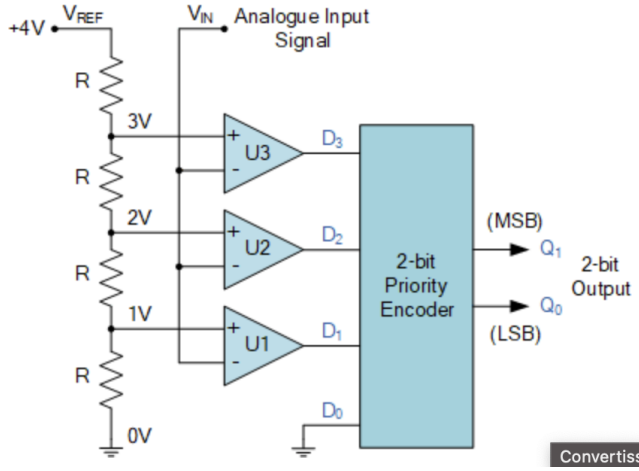 +4V
VREF
VIN
Analogue Input
Signal
R
3V
+
-
U3
D3
R
2V
+
-
U2
D2
R
1V
+
-
U1
D1
R
0V
D0
2-bit
Priority
Encoder
(MSB)
Q1
2-bit
Output
Q0
(LSB)
Convertiss